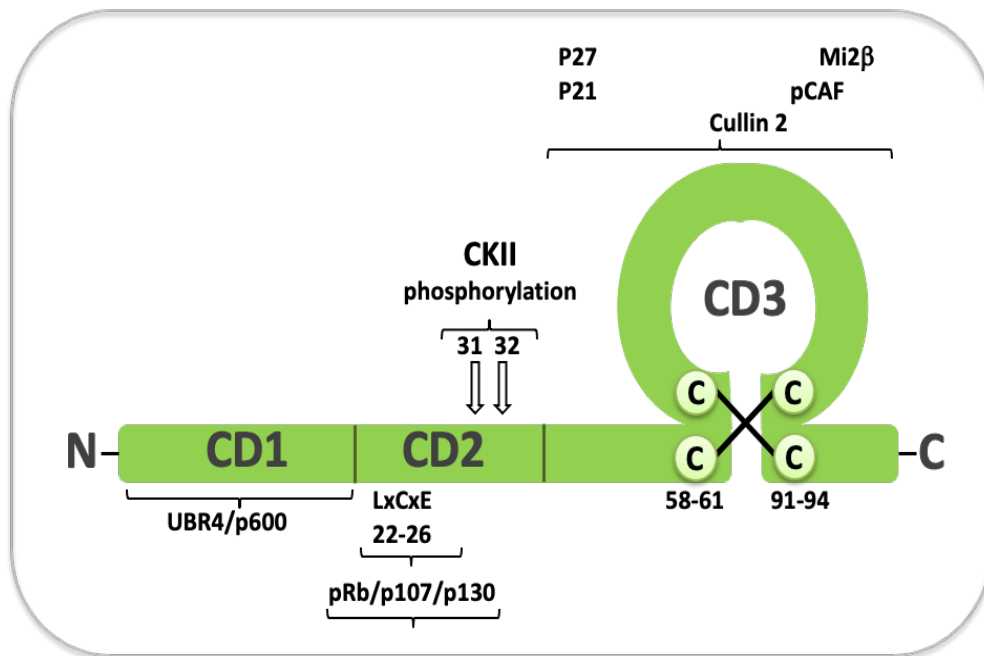 P27 Mi2β
P21 pCAF
Cullin 2
CKII
phosphorylation
31 32
CD3
C C
N CD1 CD2 C C C
58-61 91-94
UBR4/p600
LxCxE
22-26
pRb/p107/p130